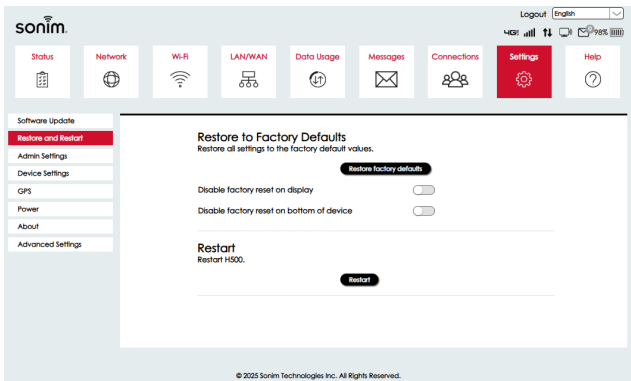 Logout English
sonim
4G 98%
Status Network Wi-Fi LAN/WAN Data Usage Messages Connections Settings Help
Software Update
Restore and Restart
Admin Settings
Device Settings
GPS
Power
About
Advanced Settings
Restore to Factory Defaults
Restore all settings to the factory default values.
Restore factory defaults
Disable factory reset on display
Disable factory reset on bottom of device
Restart
Restart H500.
Restart
© 2025 Sonim Technologies Inc. All Rights Reserved.